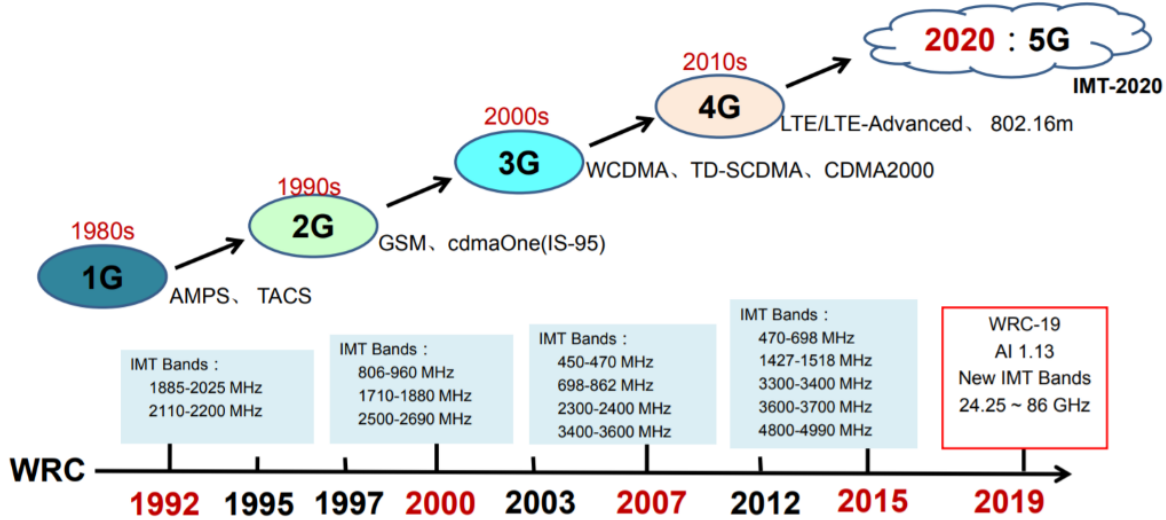 2020：5G
IMT-2020
2010s
4G
LTE/LTE-Advanced、 802.16m
2000s
3G
WCDMA、TD-SCDMA、CDMA2000
1990s
2G
GSM、cdmaOne(IS-95)
1980s
1G
AMPS、 TACS
IMT Bands：
1885-2025 MHz
2110-2200 MHz
IMT Bands：
806-960 MHz
1710-1880 MHz
2500-2690 MHz
IMT Bands：
450-470 MHz
698-862 MHz
2300-2400 MHz
3400-3600 MHz
IMT Bands：
470-698 MHz
1427-1518 MHz
3300-3400 MHz
3600-3700 MHz
4800-4990 MHz
WRC-19
AI 1.13
New IMT Bands
24.25 ~ 86 GHz
WRC
1992 1995 1997 2000 2003 2007 2012 2015 2019